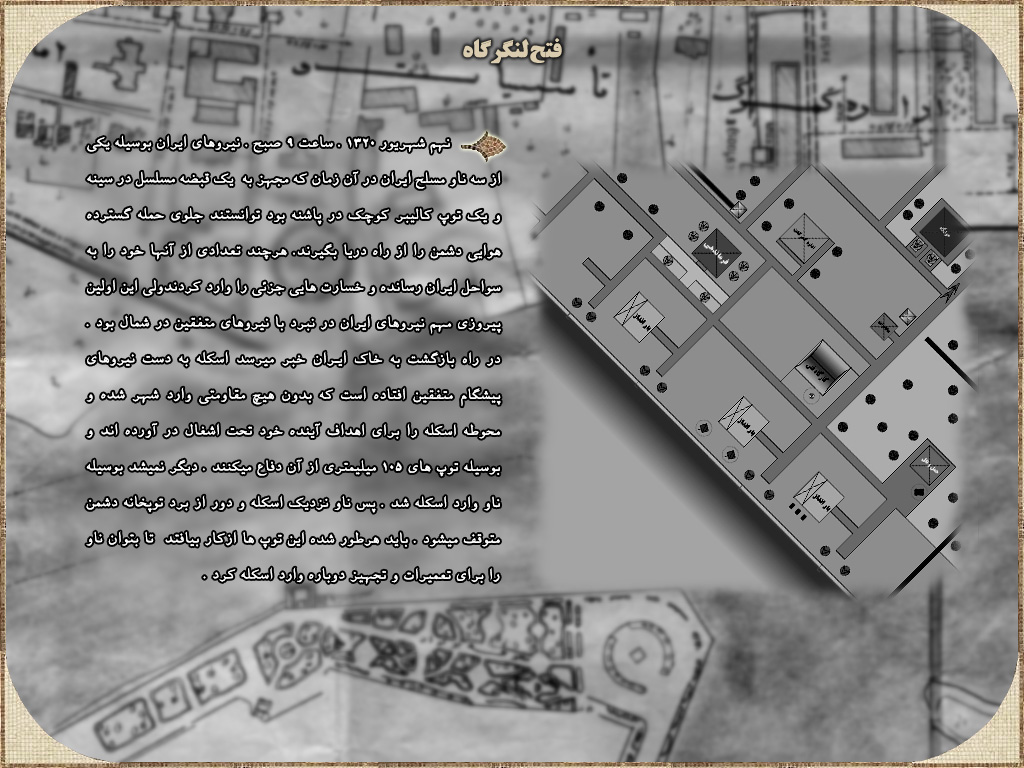 فتح لنگرگاه
نهم شهریور ۱۳۲۰ . ساعت ۹ صبح . نیروهای ایران بوسیله یکی
از سه ناو مسلح ایران در آن زمان که مجهز به یک قبضه مسلسل در سینه
و یک توپ کالیبر کوچک در پاشنه بود توانستند جلوی حمله گسترده
هوایی دشمن را از راه دریا بگیرند. هرچند تعدادی از آنها خود را به
سواحل ایران رسانده و خسارت هایی جزئی را وارد کردندولی این اولین
پیروزی مهم نیروهای ایران در نبرد با نیروهای متفقین در شمال بود .
در راه بازگشت به خاک ایران خبر میرسد اسکله به دست نیروهای
پیشگام متفقین افتاده است که بدون هیچ مقاومتی وارد شهر شده و
محوطه اسکله را برای اهداف آینده خود تحت اشغال در آورده اند و
بوسیله توپ های ۱۰۵ میلیمتری از آن دفاع میکنند . دیگر نمیشد بوسیله
ناو وارد اسکله شد . پس ناو نزدیک اسکله و دور از برد توپخانه دشمن
متوقف میشود . باید هرطور شده این توپ ها ازکار بیافتند تا بتوان ناو
را برای تعمیرات و تجهیز دوباره وارد اسکله کرد .
فرماندهی
بارانداز
بارانداز
بارانداز